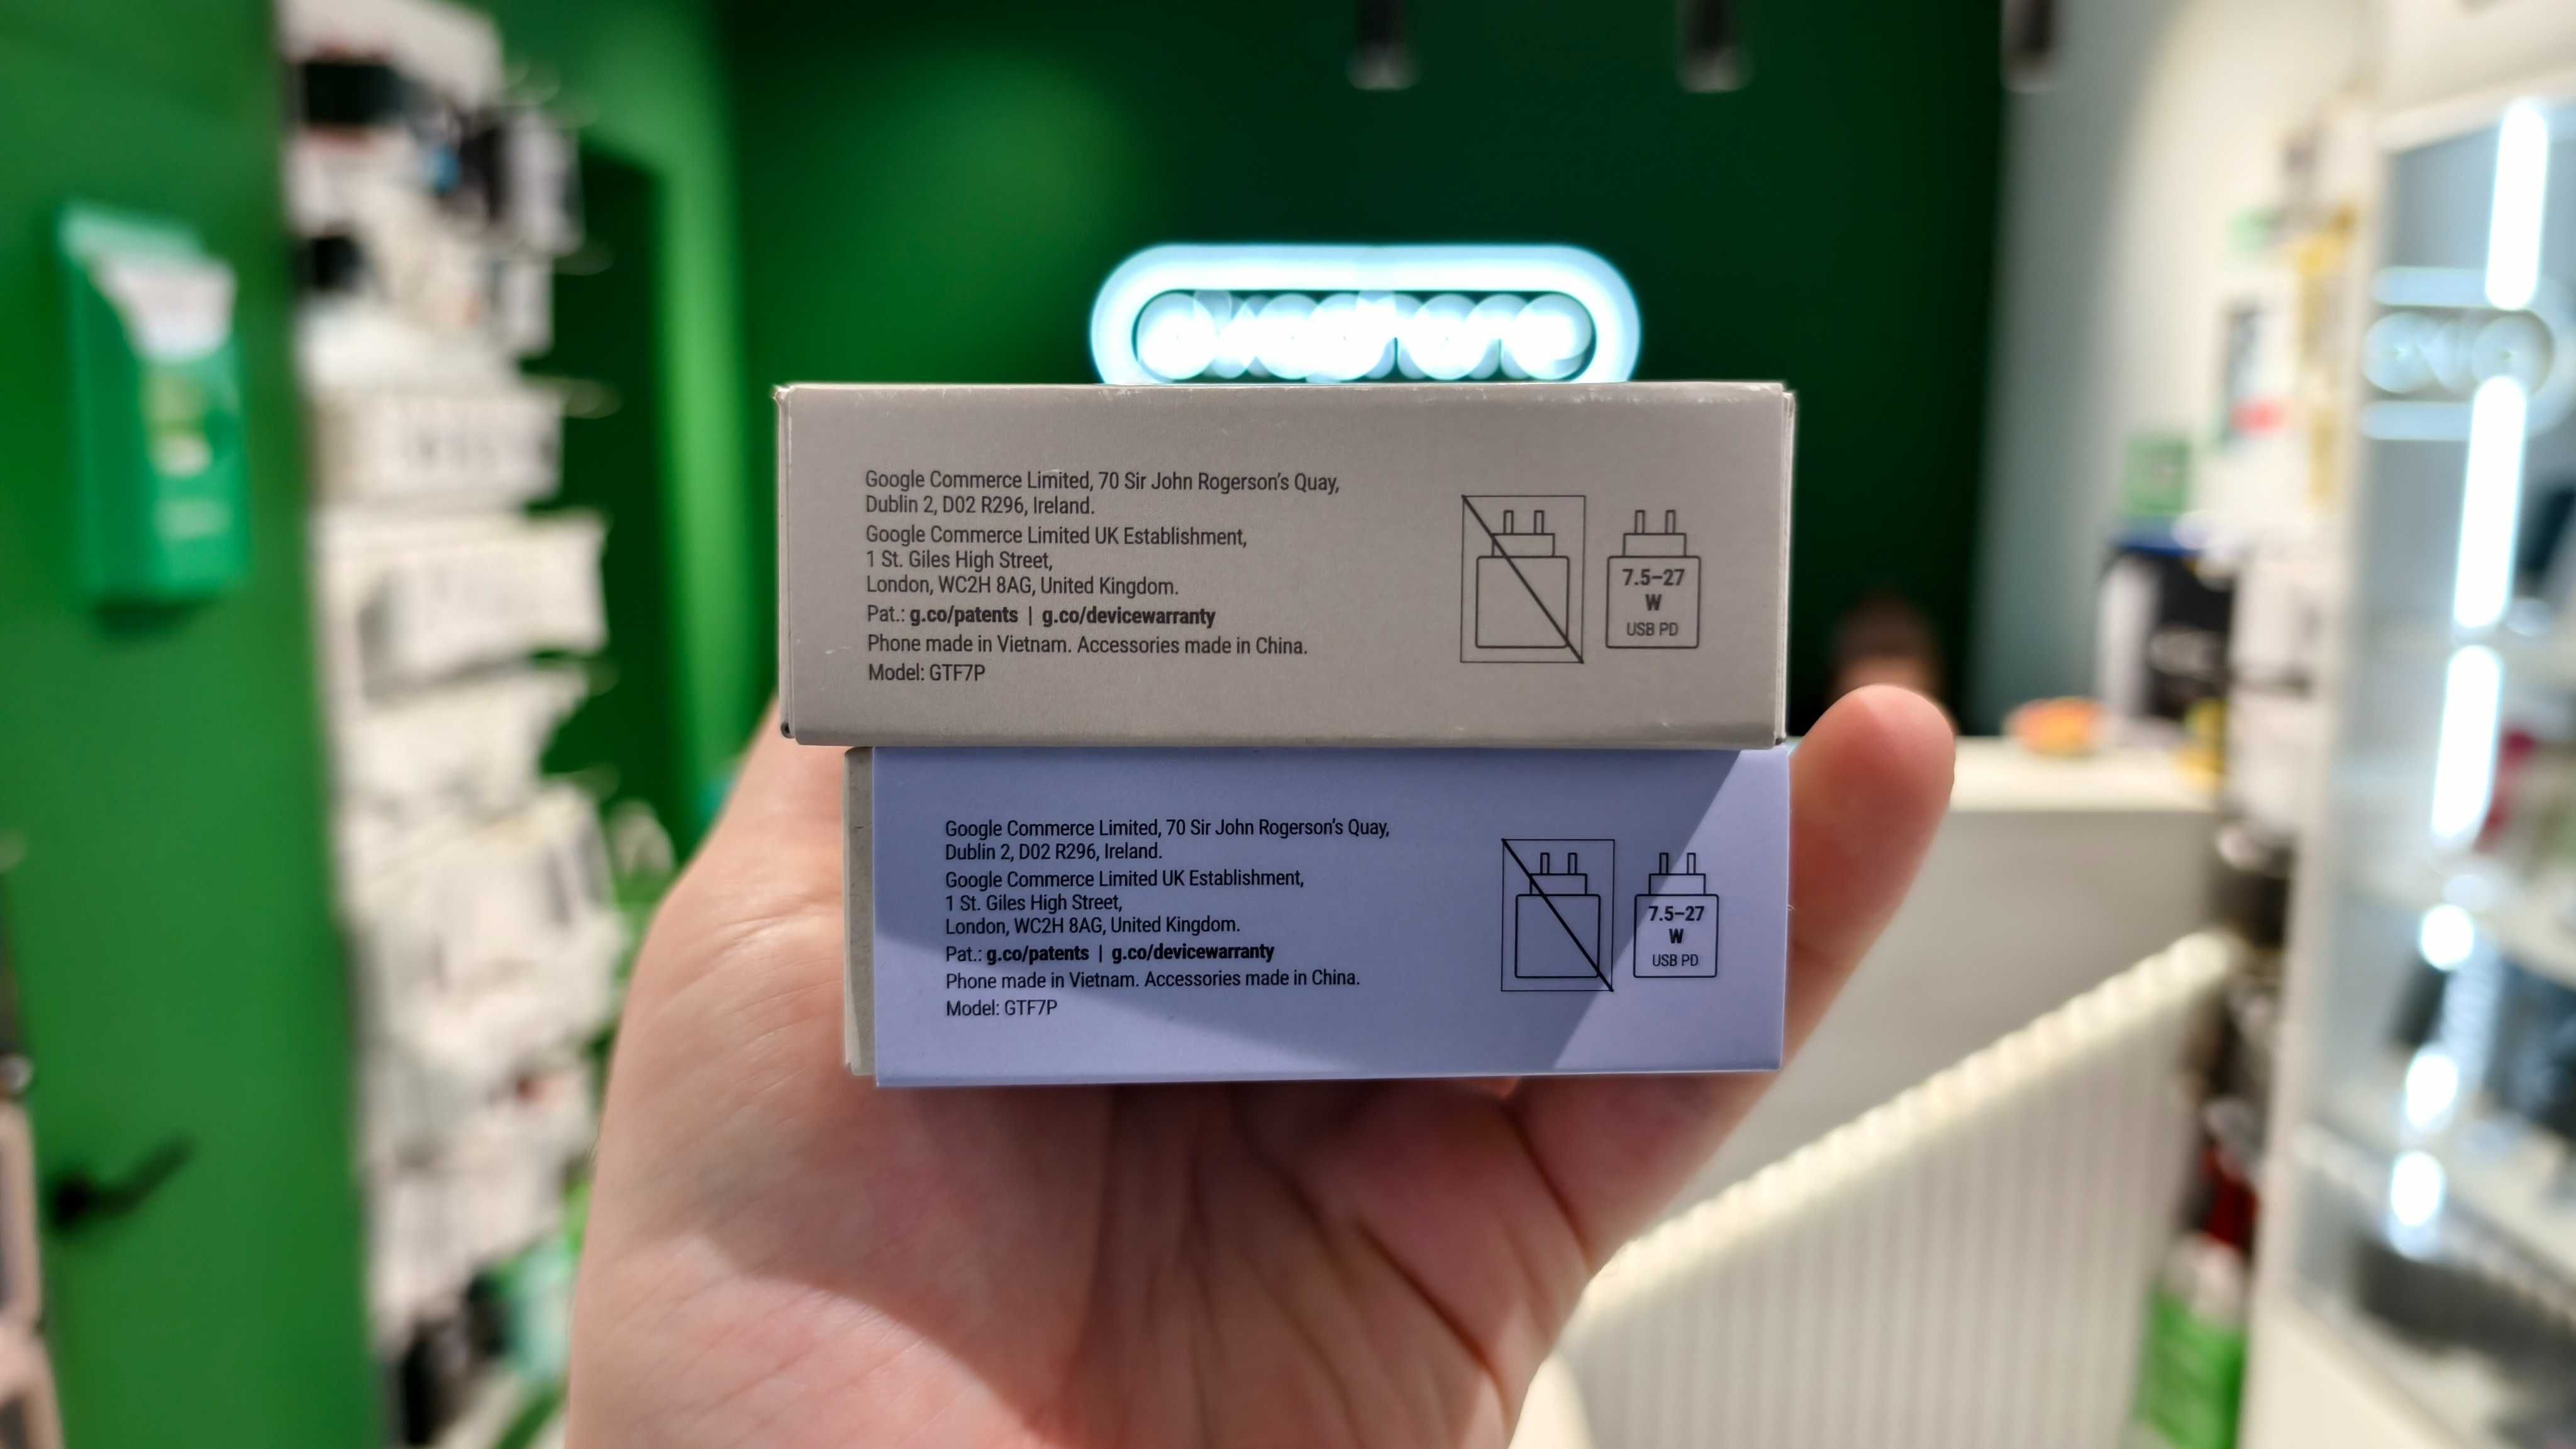 Google Commerce Limited, 70 Sir John Rogerson's Quay,
Dublin 2, D02 R296, Ireland.
Google Commerce Limited UK Establishment,
1 St. Giles High Street,
London, WC2H 8AG, United Kingdom.
Pat.: g.co/patents | g.co/devicewarranty
Phone made in Vietnam. Accessories made in China.
Model: GTF7P
7.5–27
W
USB PD
Google Commerce Limited, 70 Sir John Rogerson's Quay,
Dublin 2, D02 R296, Ireland.
Google Commerce Limited UK Establishment,
1 St. Giles High Street,
London, WC2H 8AG, United Kingdom.
Pat.: g.co/patents | g.co/devicewarranty
Phone made in Vietnam. Accessories made in China.
Model: GTF7P
7.5–27
W
USB PD